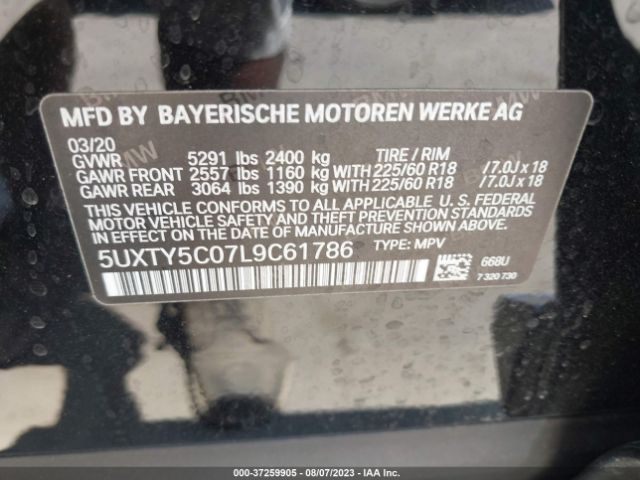 MFD BY BAYERISCHE MOTOREN WERKE AG
03/20 TIRE / RIM
GVWR 5291 lbs 2400 kg
GAWR FRONT 2557 lbs 1160 kg WITH 225/60 R18 /7.0J x 18
GAWR REAR 3064 lbs 1390 kg WITH 225/60 R18 /7.0J x 18
THIS VEHICLE CONFORMS TO ALL APPLICABLE U. S. FEDERAL
MOTOR VEHICLE SAFETY AND THEFT PREVENTION STANDARDS
IN EFFECT ON THE DATE OF MANUFACTURE SHOWN ABOVE.
5UXTY5C07L9C61786 TYPE: MPV
668U
7 320 730
000-37259905 - 08/07/2023 - IAAI.com